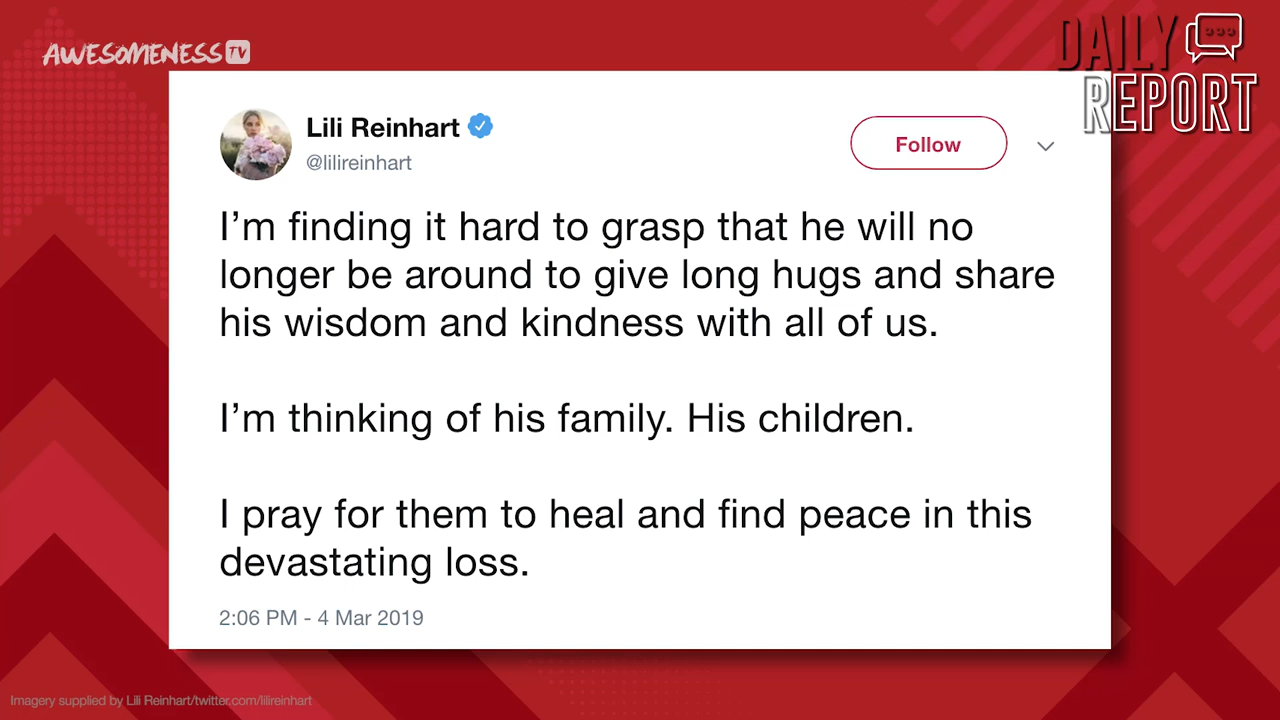 AWESOMENESS TV
DAILY
REPORT
Lili Reinhart
@lilireinhart
Follow
I’m finding it hard to grasp that he will no
longer be around to give long hugs and share
his wisdom and kindness with all of us.
I’m thinking of his family. His children.
I pray for them to heal and find peace in this
devastating loss.
2:06 PM - 4 Mar 2019
Imagery supplied by Lili Reinhart/twitter.com/lilireinhart